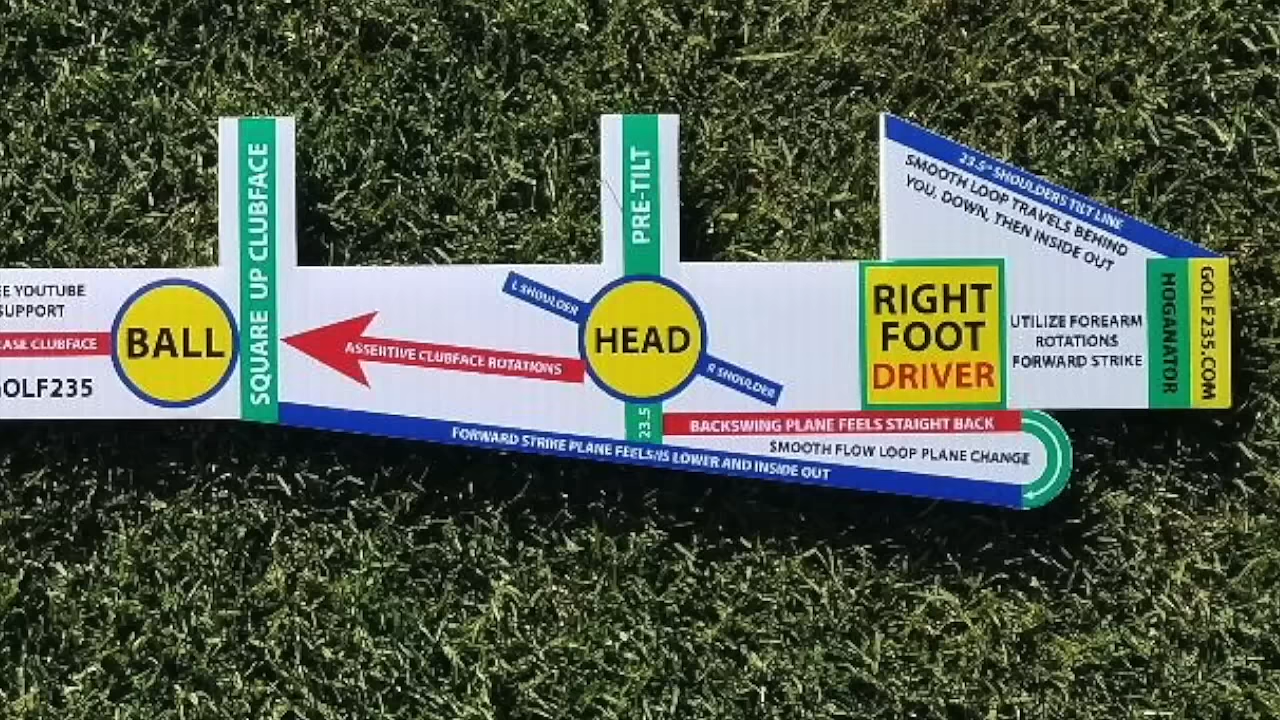 EE YOUTUBE
SUPPORT
EASE CLUBFACE
GOLF235
BALL
SQUARE UP CLUBFACE
ASSERTIVE CLUBFACE ROTATIONS
PRE-TILT
L SHOULDER
HEAD
R SHOULDER
23.5
23.5° SHOULDERS TILT LINE
SMOOTH LOOP TRAVELS BEHIND
YOU, DOWN, THEN INSIDE OUT
RIGHT
FOOT
DRIVER
UTILIZE FOREARM
ROTATIONS
FORWARD STRIKE
HOGANATOR
GOLF235.COM
BACKSWING PLANE FEELS STAIGHT BACK
SMOOTH FLOW LOOP PLANE CHANGE
FORWARD STRIKE PLANE FEELS/IS LOWER AND INSIDE OUT